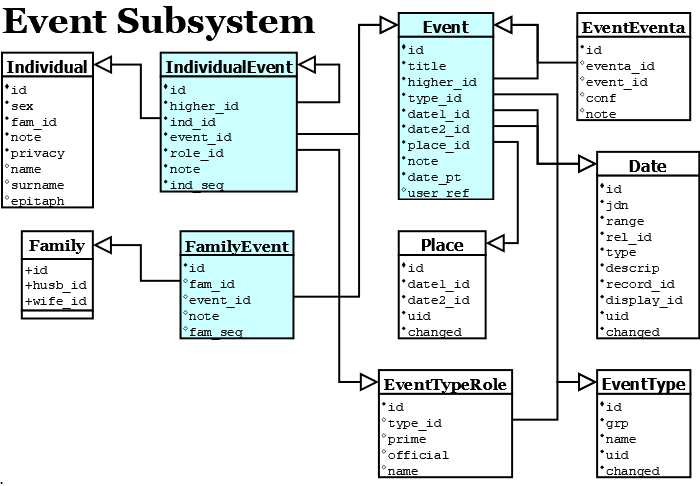 Event Subsystem
Individual
id
sex
fam_id
note
privacy
name
surname
epitaph
IndividualEvent
id
higher_id
ind_id
event_id
role_id
note
ind_seq
Event
id
title
higher_id
type_id
date1_id
date2_id
place_id
note
date_pt
user_ref
EventEventa
id
eventa_id
event_id
conf
note
Date
id
jdn
range
rel_id
type
descrip
record_id
display_id
uid
changed
Family
+id
+husb_id
+wife_id
FamilyEvent
id
fam_id
event_id
note
fam_seq
Place
id
date1_id
date2_id
uid
changed
EventTypeRole
id
type_id
prime
official
name
EventType
id
grp
name
uid
changed